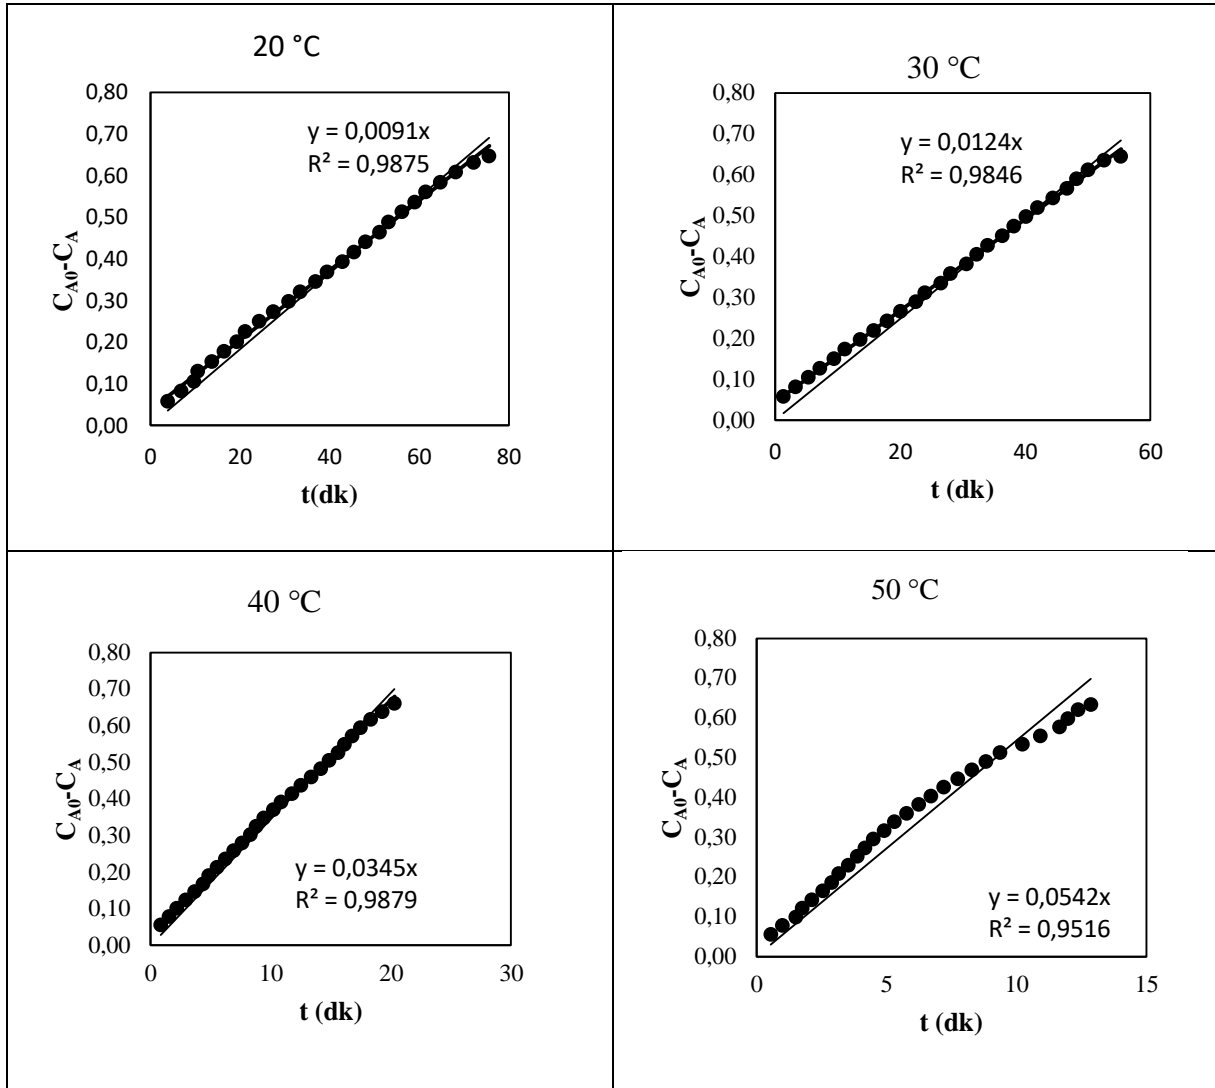 20 °C
0,80
0,70
0,60
0,50
0,40
0,30
0,20
0,10
0,00
C_A0-C_A
y = 0,0091x
R² = 0,9875
0 20 40 60 80
t(dk)
30 °C
0,80
0,70
0,60
0,50
0,40
0,30
0,20
0,10
0,00
C_A0-C_A
y = 0,0124x
R² = 0,9846
0 20 40 60
t (dk)
40 °C
0,80
0,70
0,60
0,50
0,40
0,30
0,20
0,10
0,00
C_A0-C_A
y = 0,0345x
R² = 0,9879
0 10 20 30
t (dk)
50 °C
0,80
0,70
0,60
0,50
0,40
0,30
0,20
0,10
0,00
C_A0-C_A
y = 0,0542x
R² = 0,9516
0 5 10 15
t (dk)